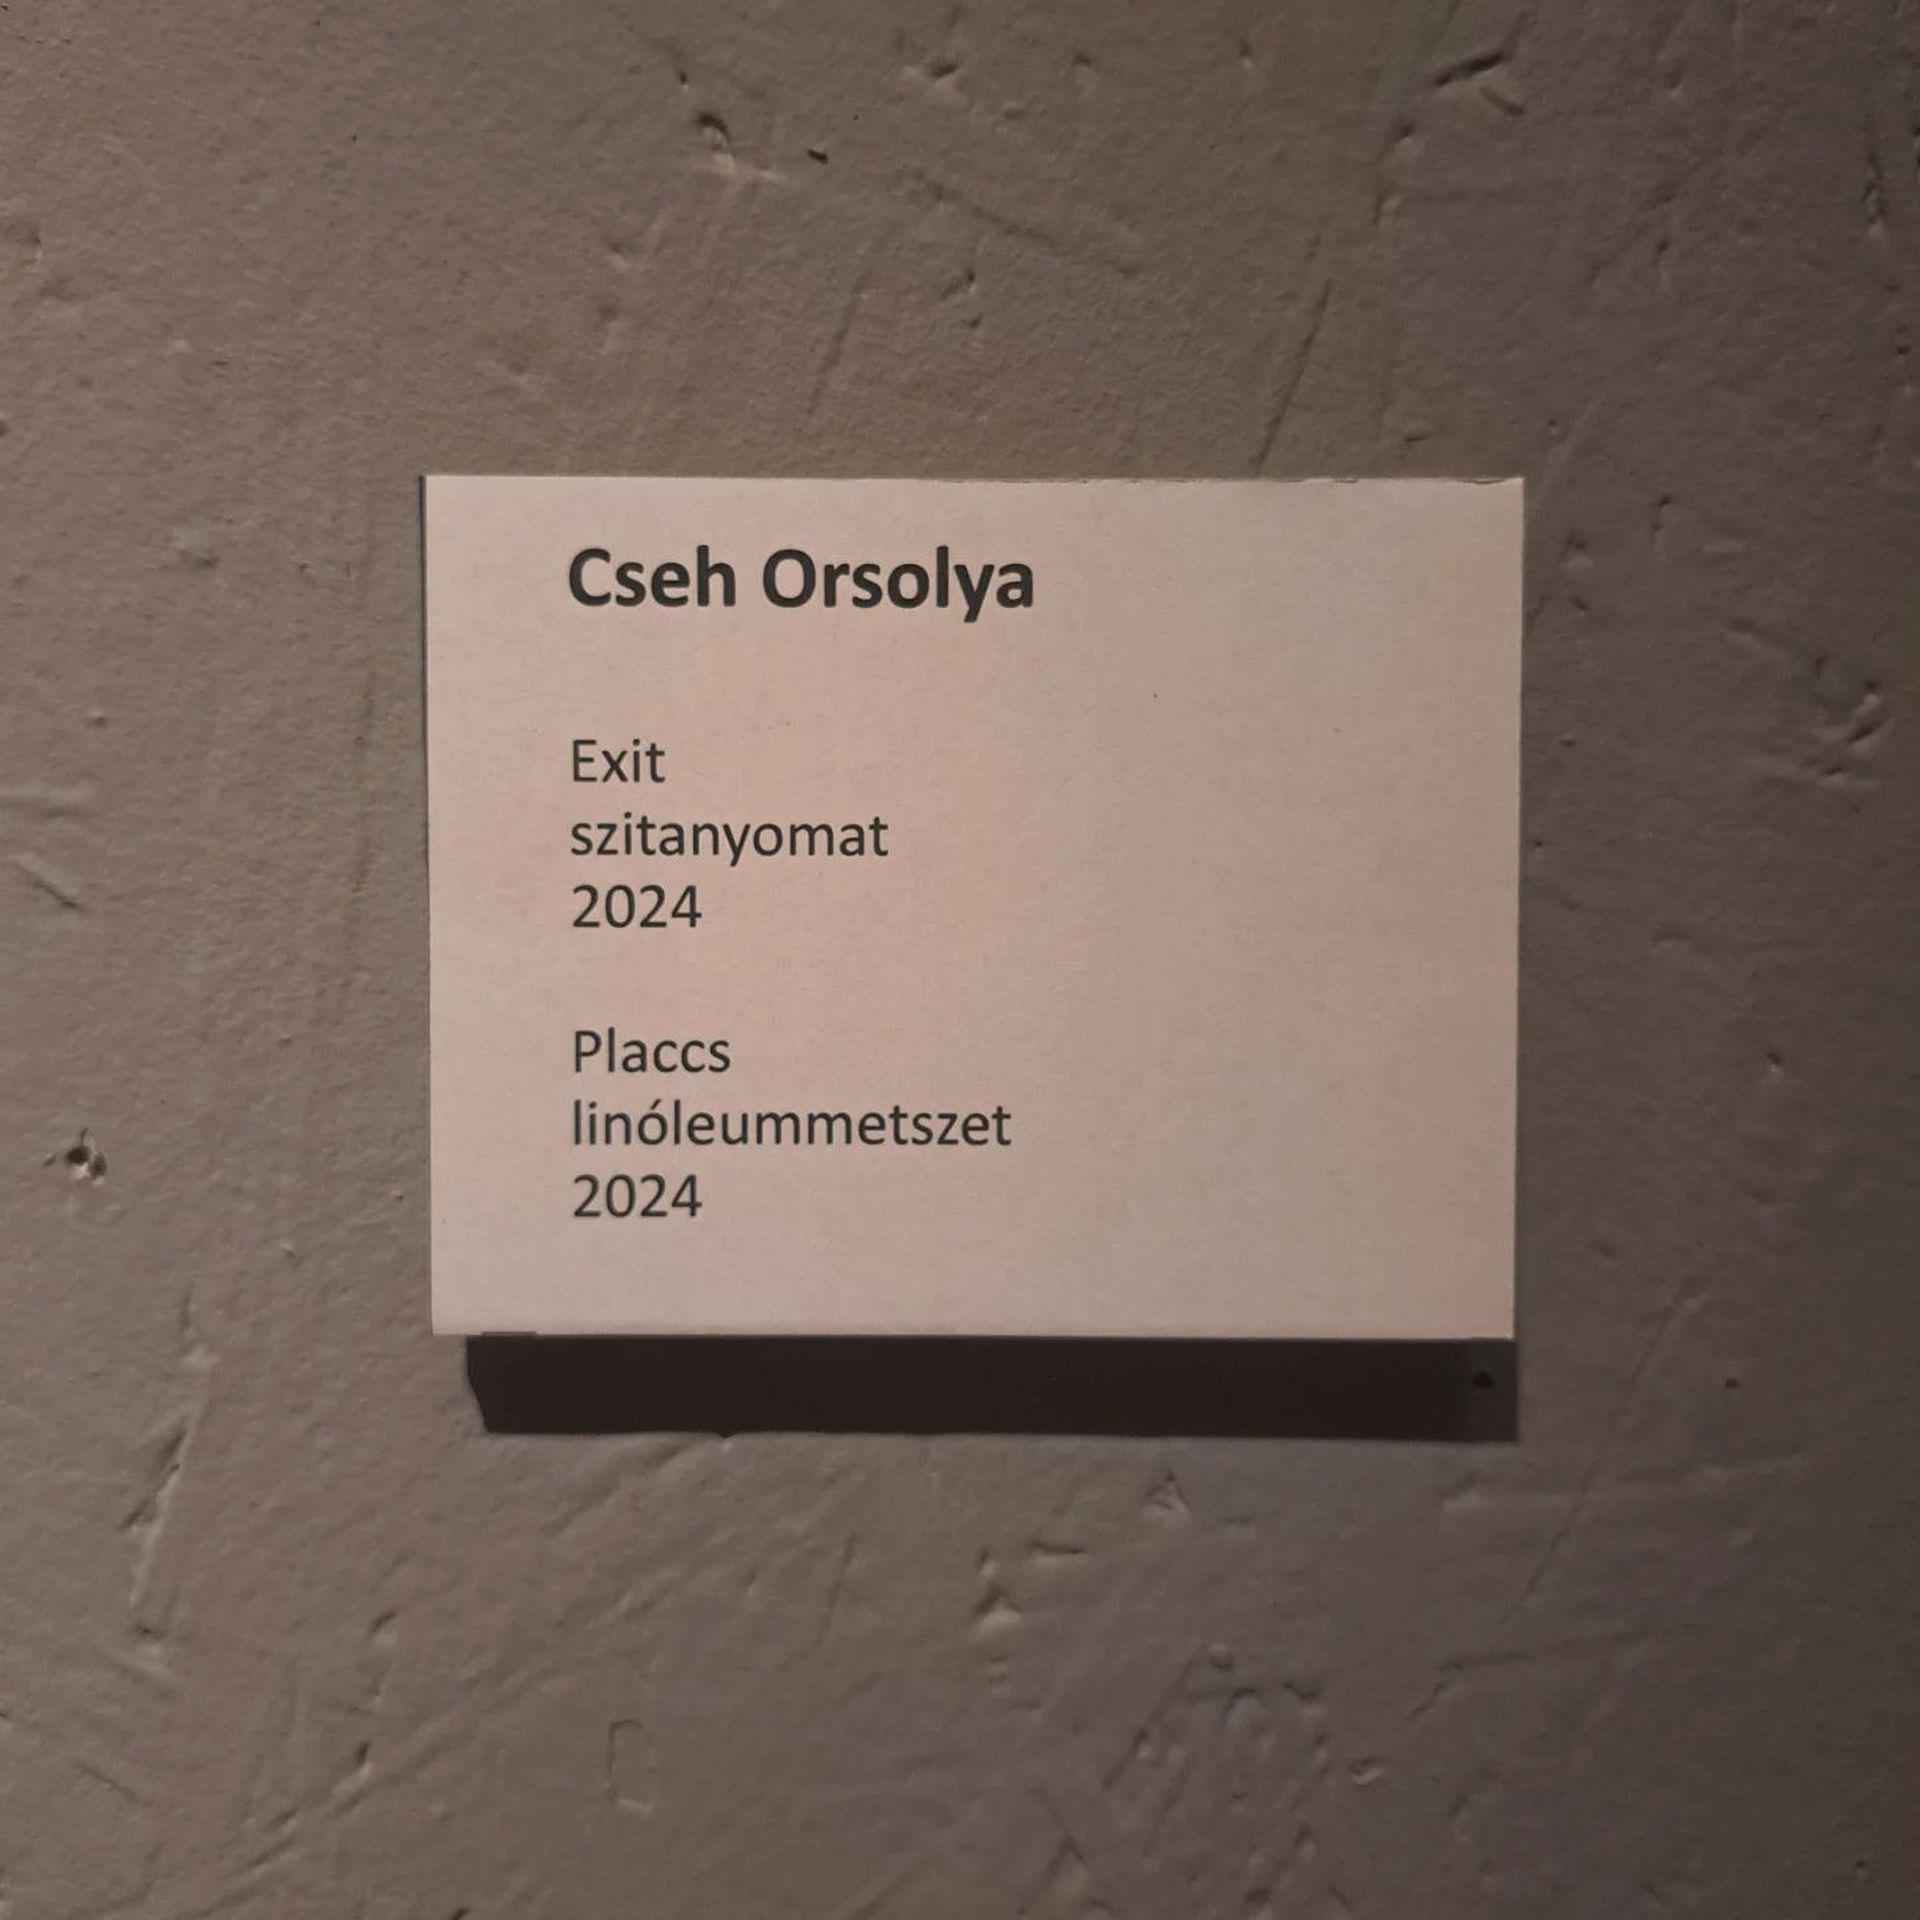 Cseh Orsolya
Exit
szitanyomat
2024
Placcs
linóleummetszet
2024